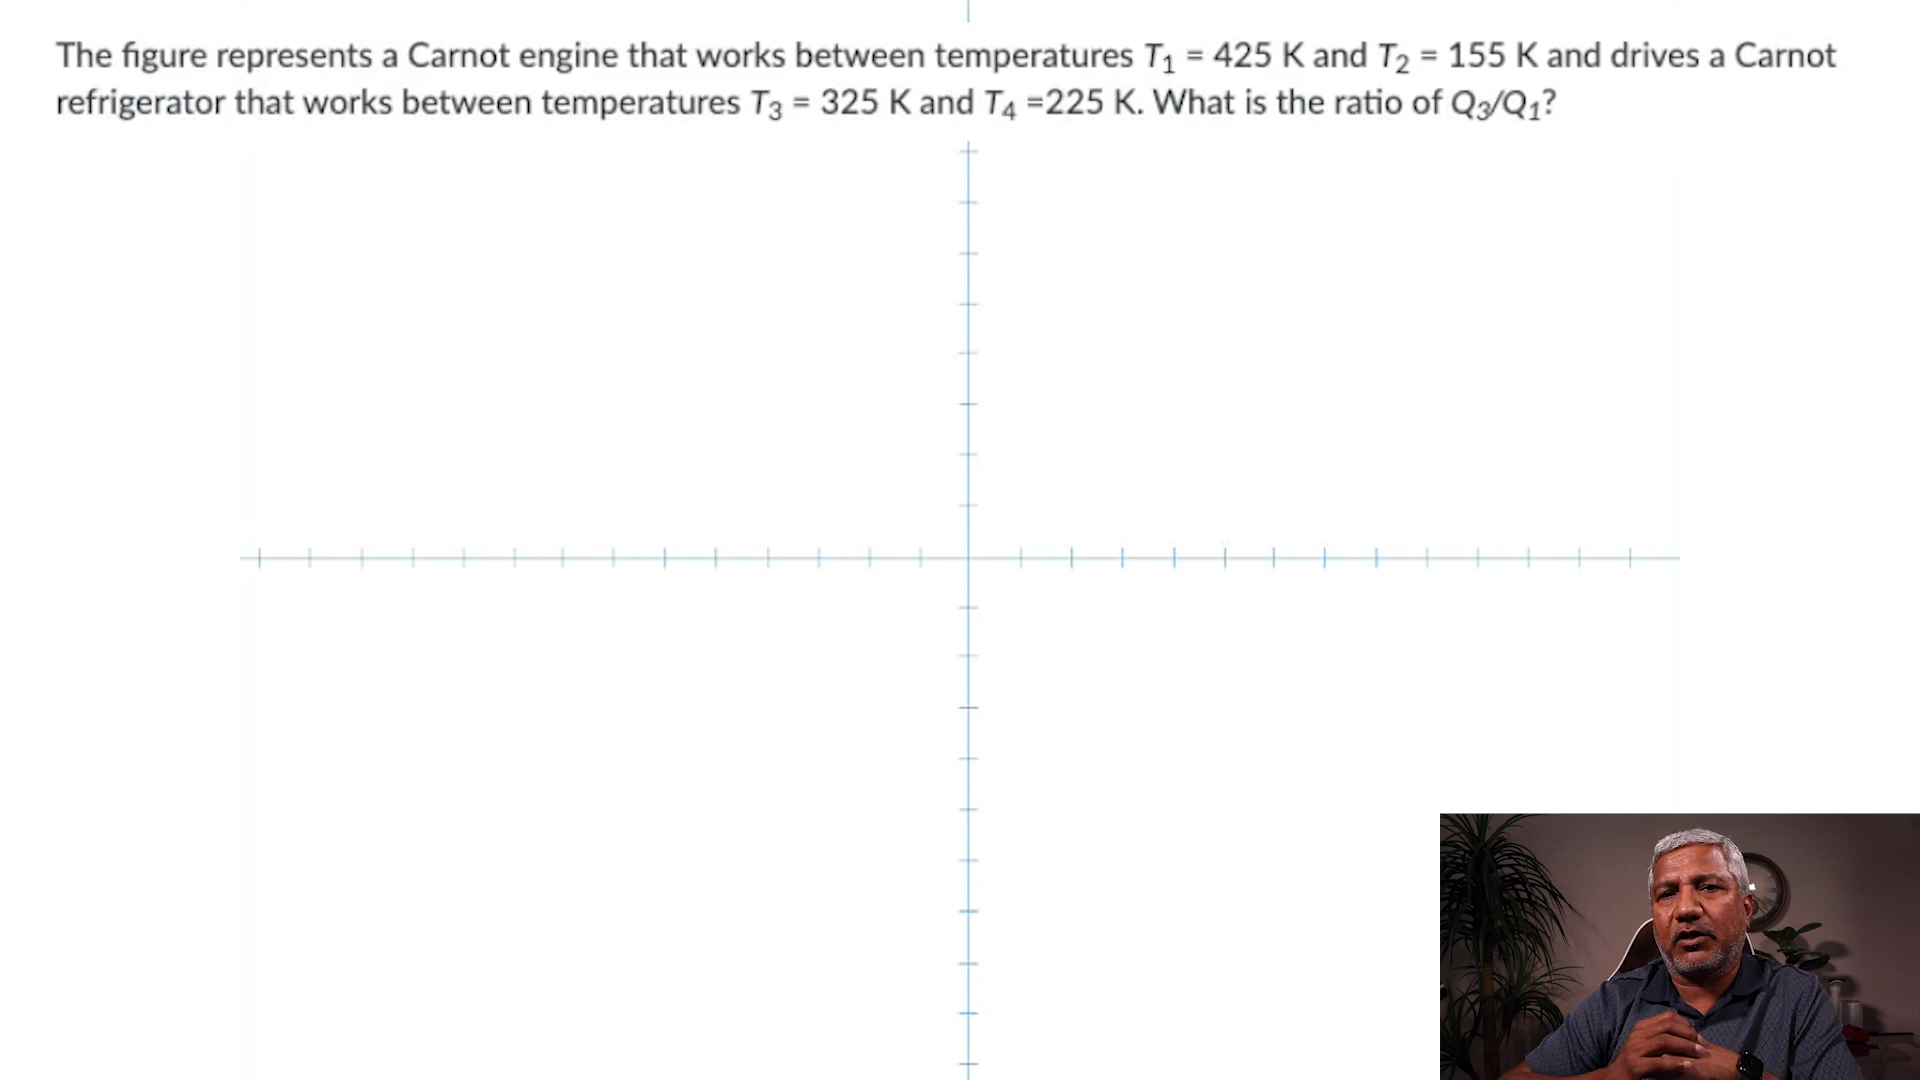 The figure represents a Carnot engine that works between temperatures T₁ = 425 K and T₂ = 155 K and drives a Carnot
refrigerator that works between temperatures T₃ = 325 K and T₄ =225 K. What is the ratio of Q₃/Q₁?